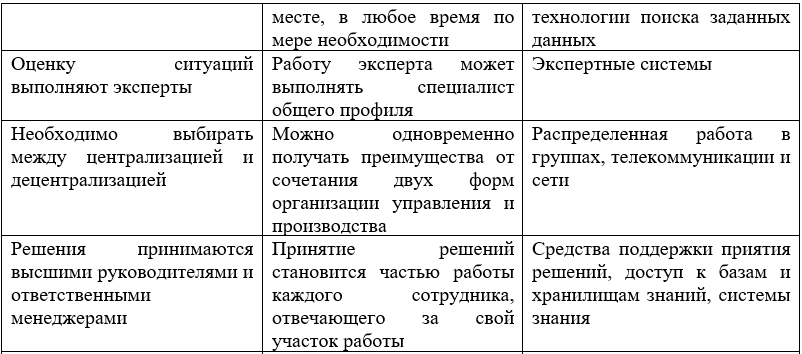 месте, в любое время по
мере необходимости
технологии поиска заданных
данных
Оценку ситуаций
выполняют эксперты
Работу эксперта может
выполнять специалист
общего профиля
Экспертные системы
Необходимо выбирать
между централизацией и
децентрализацией
Можно одновременно
получать преимущества от
сочетания двух форм
организации управления и
производства
Распределенная работа в
группах, телекоммуникации и
сети
Решения принимаются
высшими руководителями и
ответственными
менеджерами
Принятие решений
становится частью работы
каждого сотрудника,
отвечающего за свой
участок работы
Средства поддержки приятия
решений, доступ к базам и
хранилищам знаний, системы
знания